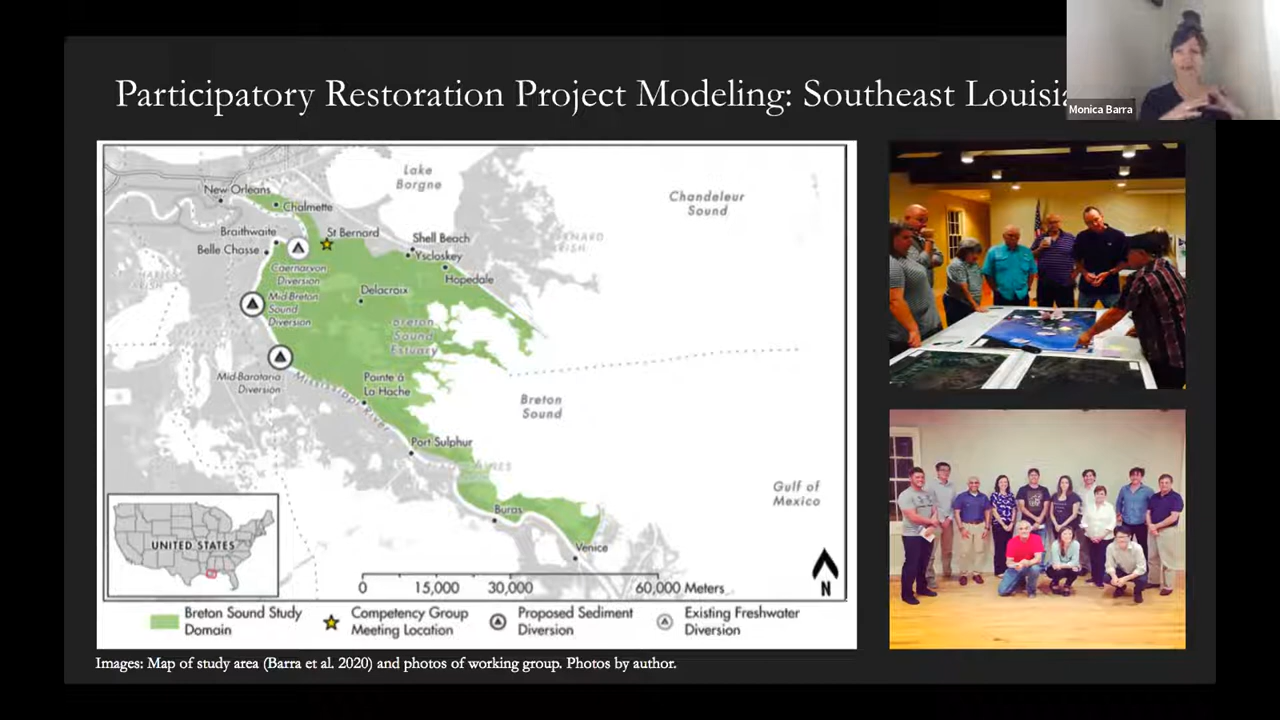 Participatory Restoration Project Modeling: Southeast Louisia
Monica Barra
Lake
Borgne
Chandeleur
Sound
New Orleans
Chalmette
Braithwaite
St Bernard
Shell Beach
Belle Chasse
Yscloskey
Caernarvon
Diversion
Hopedale
Mid-Breton
Sound
Diversion
Delacroix
Breton
Sound
Estuary
Mid-Barataria
Diversion
Mississippi River
Pointe à
La Hache
Breton
Sound
Port Sulphur
Gulf of
Mexico
Buras
Venice
UNITED STATES
0 15,000 30,000 60,000 Meters
N
Breton Sound Study
Domain
Competency Group
Meeting Location
Proposed Sediment
Diversion
Existing Freshwater
Diversion
Images: Map of study area (Barra et al. 2020) and photos of working group. Photos by author.